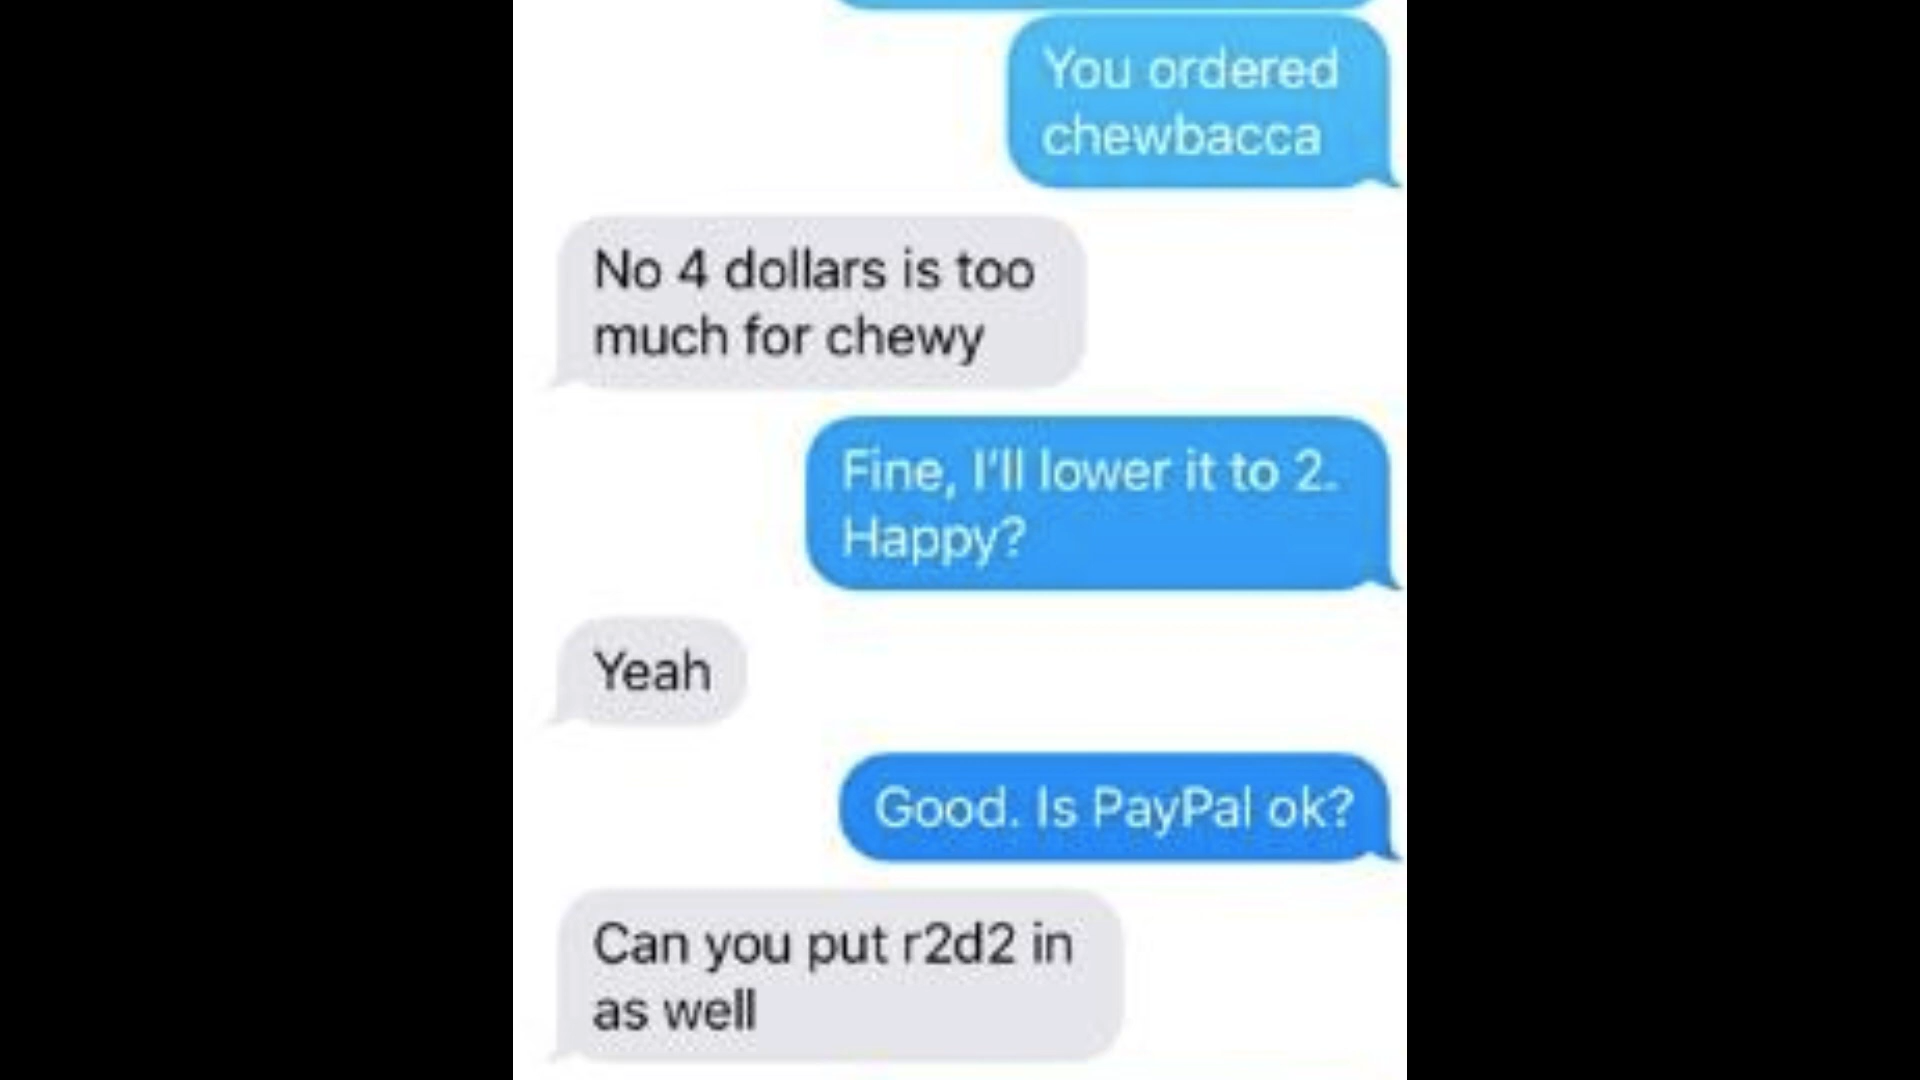 You ordered
chewbacca
No 4 dollars is too
much for chewy
Fine, I'll lower it to 2.
Happy?
Yeah
Good. Is PayPal ok?
Can you put r2d2 in
as well